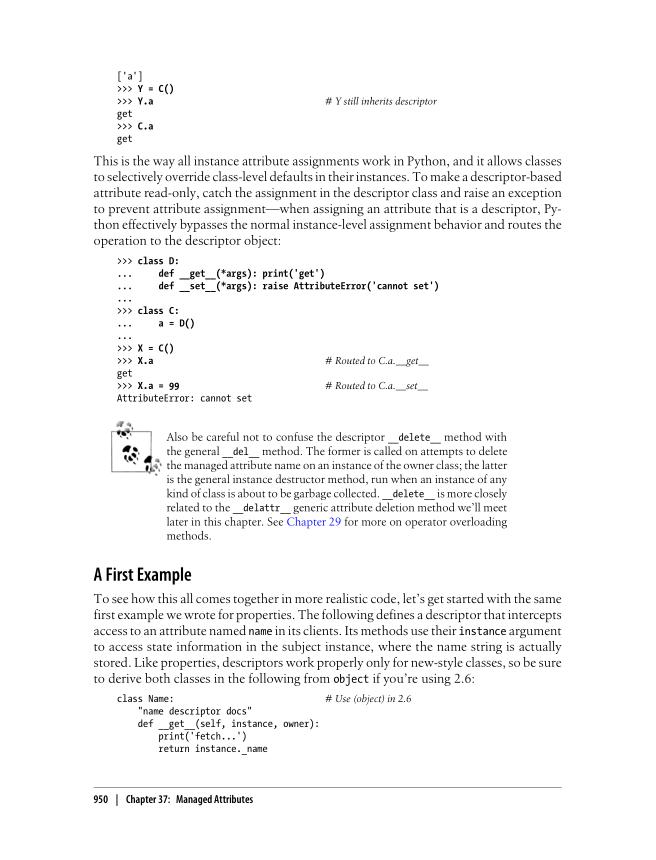 ['a']
>>> Y = C()
>>> Y.a # Y still inherits descriptor
get
>>> C.a
get
This is the way all instance attribute assignments work in Python, and it allows classes
to selectively override class-level defaults in their instances. To make a descriptor-based
attribute read-only, catch the assignment in the descriptor class and raise an exception
to prevent attribute assignment—when assigning an attribute that is a descriptor, Py-
thon effectively bypasses the normal instance-level assignment behavior and routes the
operation to the descriptor object:
>>> class D:
...     def __get__(*args): print('get')
...     def __set__(*args): raise AttributeError('cannot set')
...
>>> class C:
...     a = D()
...
>>> X = C()
>>> X.a # Routed to C.a.__get__
get
>>> X.a = 99 # Routed to C.a.__set__
AttributeError: cannot set
Also be careful not to confuse the descriptor __delete__ method with
the general __del__ method. The former is called on attempts to delete
the managed attribute name on an instance of the owner class; the latter
is the general instance destructor method, run when an instance of any
kind of class is about to be garbage collected. __delete__ is more closely
related to the __delattr__ generic attribute deletion method we'll meet
later in this chapter. See Chapter 29 for more on operator overloading
methods.
A First Example
To see how this all comes together in more realistic code, let's get started with the same
first example we wrote for properties. The following defines a descriptor that intercepts
access to an attribute named name in its clients. Its methods use their instance argument
to access state information in the subject instance, where the name string is actually
stored. Like properties, descriptors work properly only for new-style classes, so be sure
to derive both classes in the following from object if you're using 2.6:
class Name: # Use (object) in 2.6
    "name descriptor docs"
    def __get__(self, instance, owner):
        print('fetch...')
        return instance._name
950 | Chapter 37: Managed Attributes